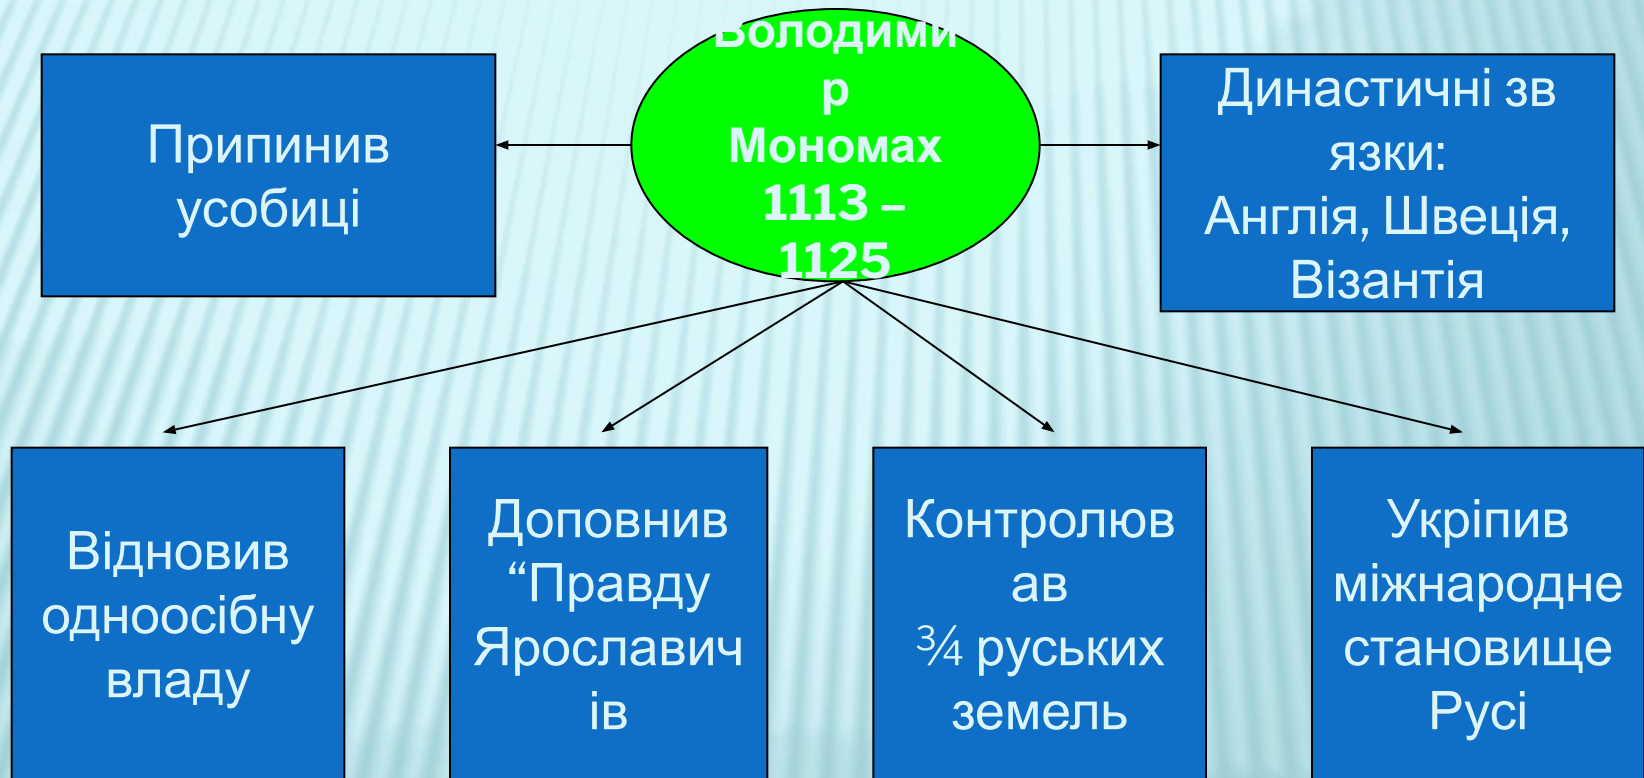 Володими
р
Мономах
1113 –
1125
Припинив
усобиці
Династичні зв
язки:
Англія, Швеція,
Візантія
Відновив
одноосібну
владу
Доповнив
“Правду
Ярославич
ів
Контролюв
ав
¾ руських
земель
Укріпив
міжнародне
становище
Русі